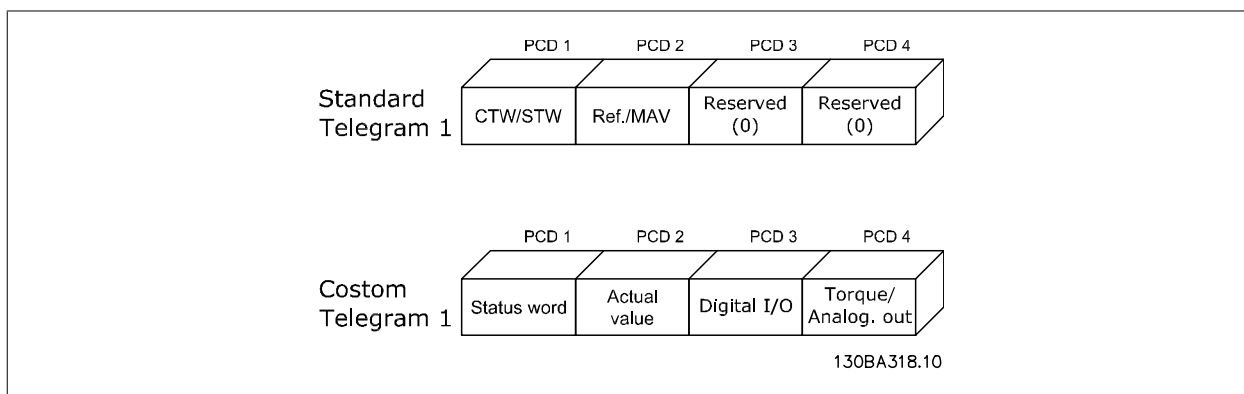 PCD 1 PCD 2 PCD 3 PCD 4
Standard
Telegram 1
CTW/STW
Ref./MAV
Reserved
(0)
Reserved
(0)
PCD 1 PCD 2 PCD 3 PCD 4
Costom
Telegram 1
Status word
Actual
value
Digital I/O
Torque/
Analog. out
130BA318.10